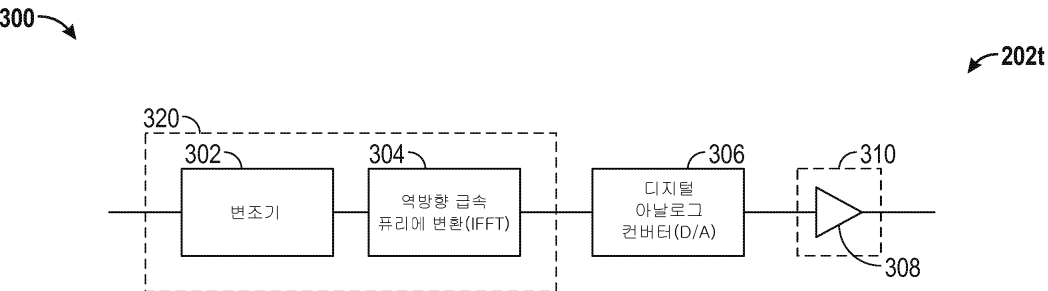 300
202t
320
302
304
306
310
변조기
역방향 급속
퓨리에 변환(IFFT)
디지털
아날로그
컨버터(D/A)
308